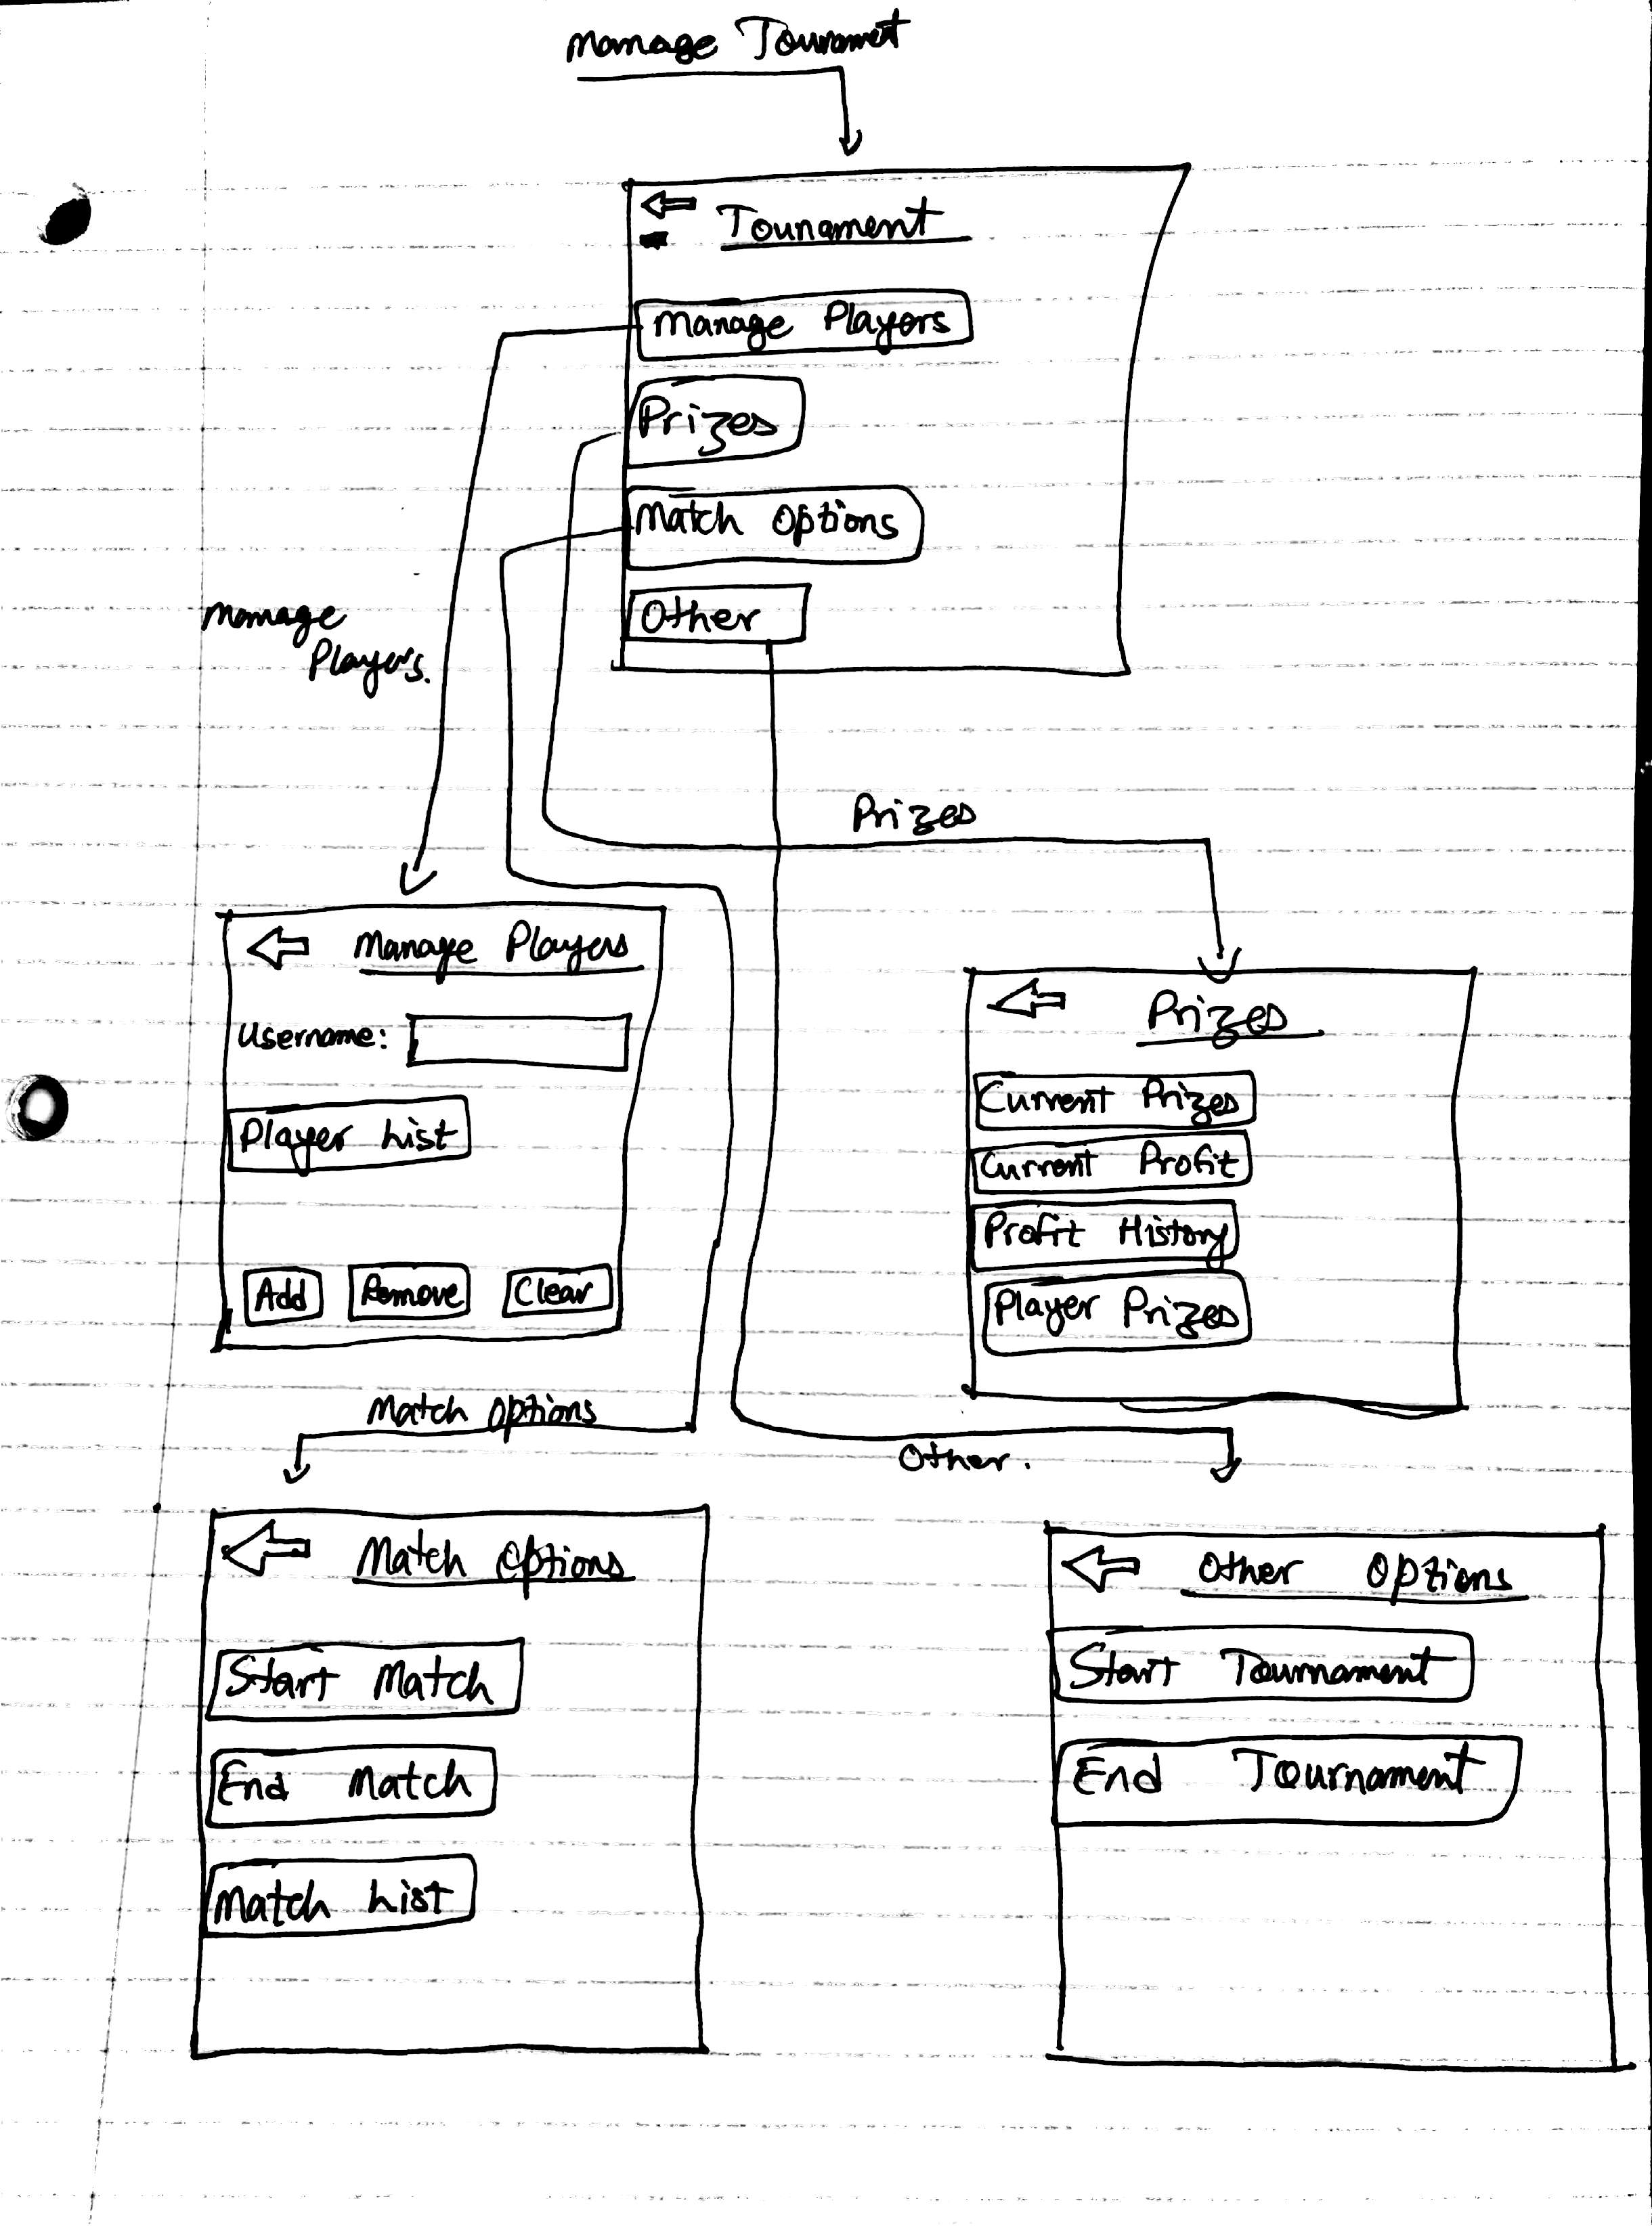 Manage Tournamet
Tounament
Manage Players
Prizes
Match Options
Other
Manage
Players.
Prizes
Manage Players
Username:
Player List
Add Remove Clear
Prizes
Current Prizes
Current Profit
Profit History
Player Prizes
Match Options
Other.
Match Options
Start Match
End Match
Match List
Other Options
Start Tournament
End Tournament